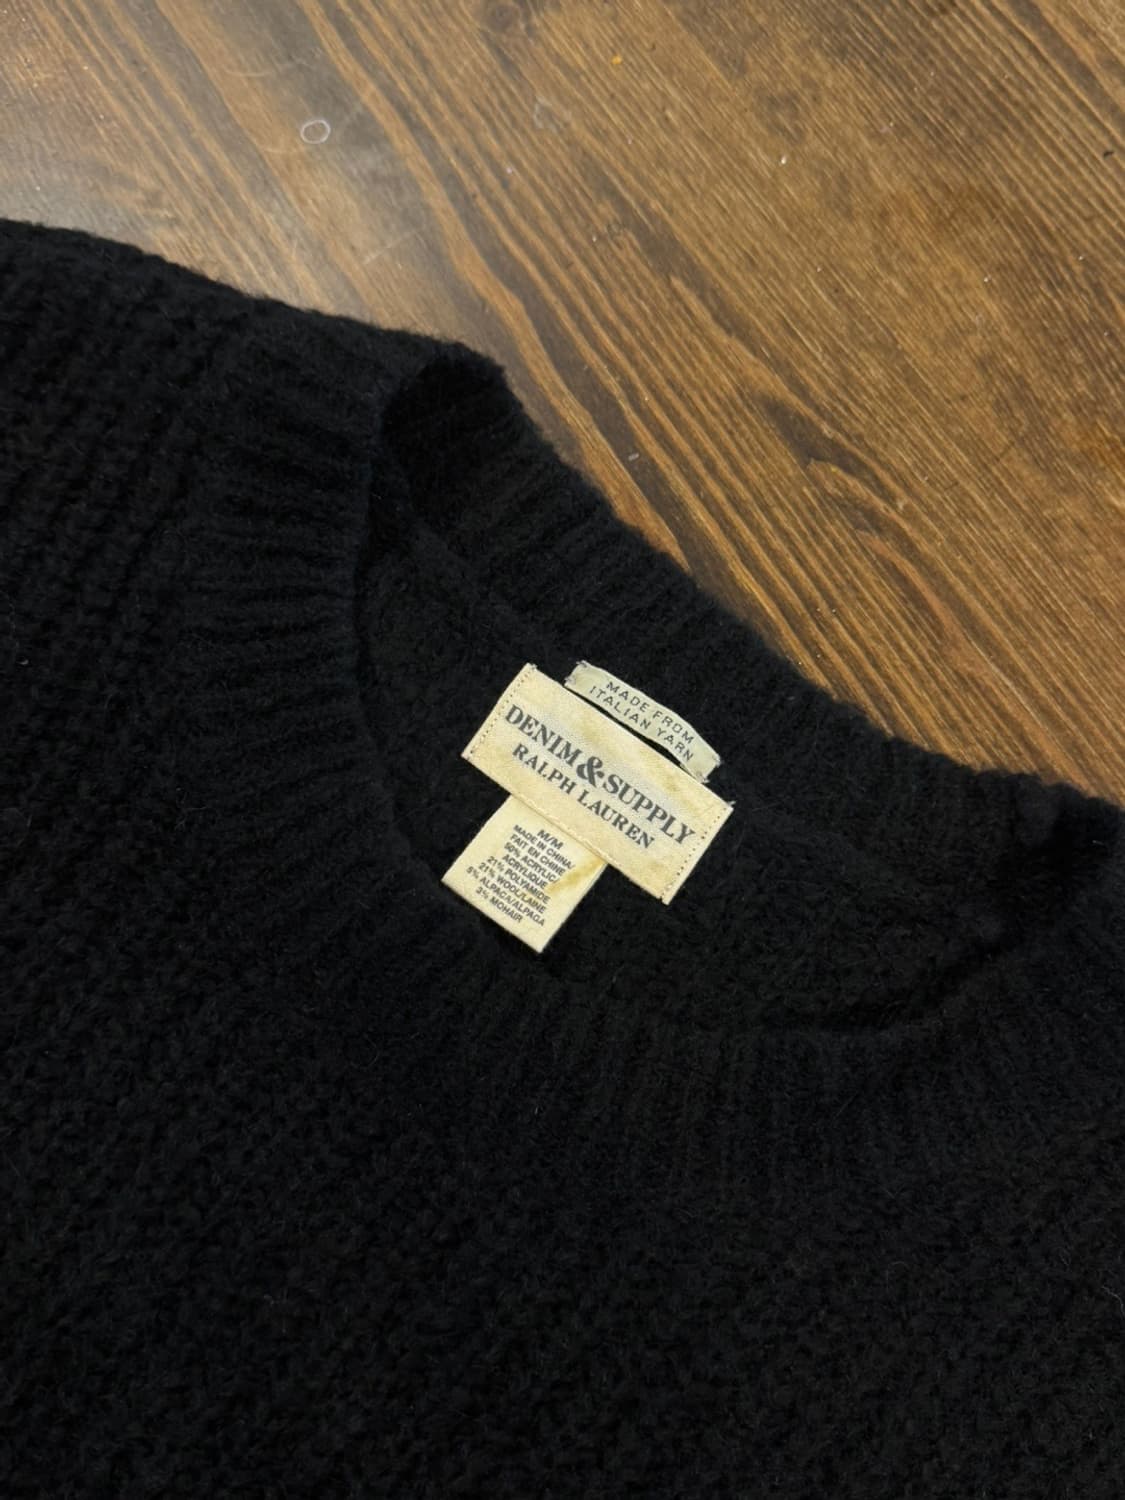 MADE FROM
ITALIAN YARN
DENIM & SUPPLY
RALPH LAUREN
M/M
MADE IN CHINA/
FAIT EN CHINE
50% ACRYLIC/
ACRYLIQUE
21% POLYAMIDE
21% WOOL/LAINE
5% ALPACA/ALPAGA
3% MOHAIR